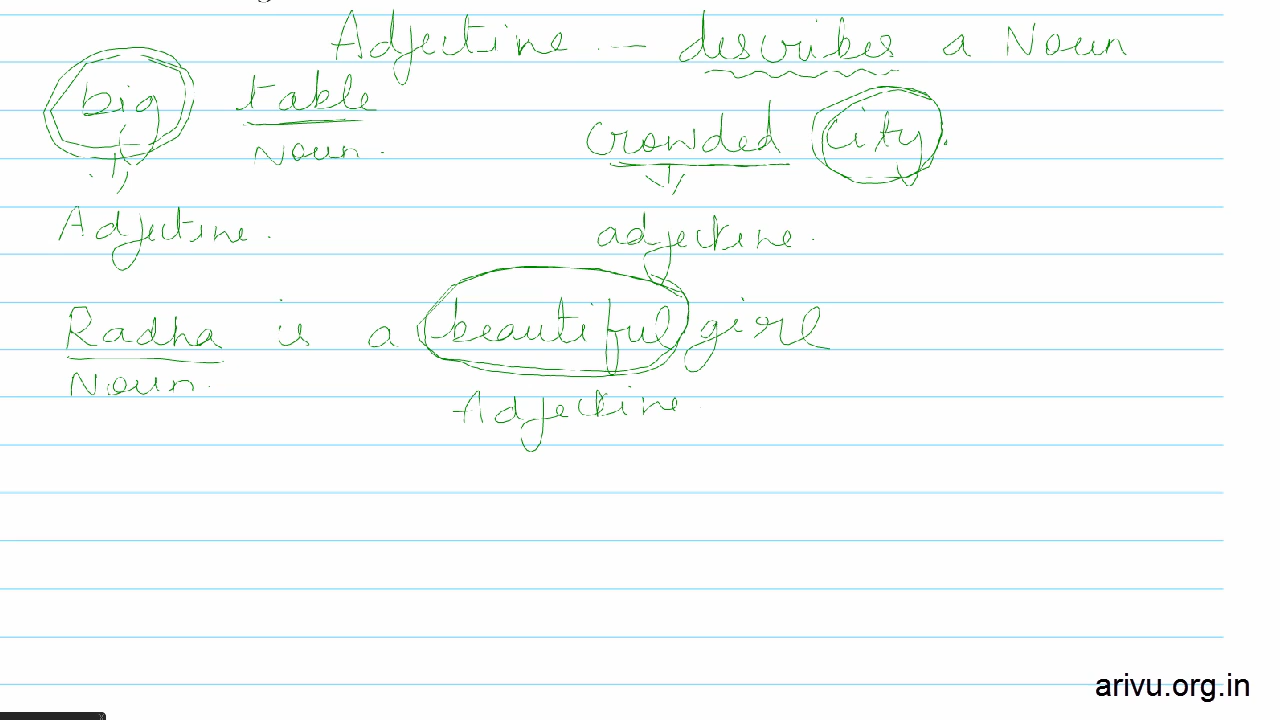 Adjective - describes a Noun
big table
Noun.
crowded city.
Adjective.
adjective.
Radha is a beautiful girl
Noun.
Adjective
arivu.org.in